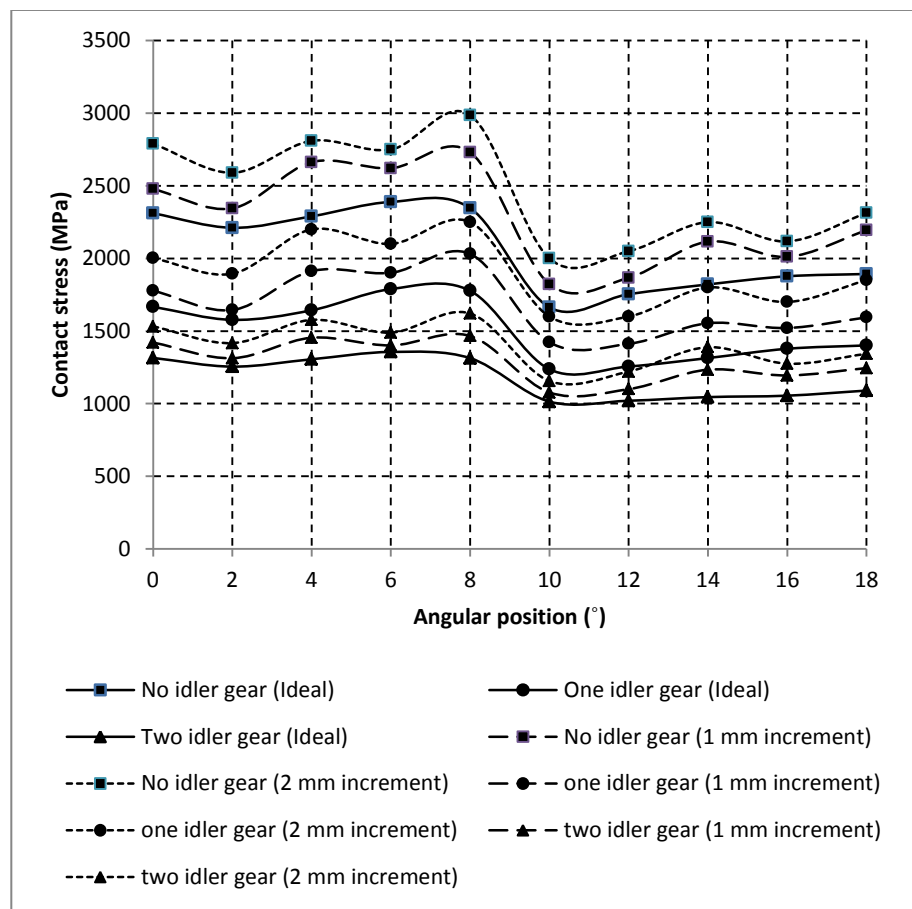 3500
3000
2500
2000
1500
1000
500
0
Contact stress (MPa)
0 2 4 6 8 10 12 14 16 18
Angular position (°)
No idler gear (Ideal)
One idler gear (Ideal)
Two idler gear (Ideal)
No idler gear (1 mm increment)
No idler gear (2 mm increment)
one idler gear (1 mm increment)
one idler gear (2 mm increment)
two idler gear (1 mm increment)
two idler gear (2 mm increment)